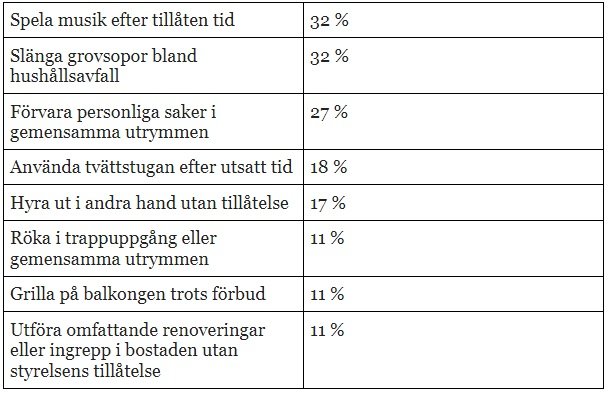 Spela musik efter tillåten tid 32 %
Slänga grovsopor bland 32 %
hushållsavfall
Förvara personliga saker i 27 %
gemensamma utrymmen
Använda tvättstugan efter utsatt tid 18 %
Hyra ut i andra hand utan tillåtelse 17 %
Röka i trappuppgång eller 11 %
gemensamma utrymmen
Grilla på balkongen trots förbud 11 %
Utföra omfattande renoveringar 11 %
eller ingrepp i bostaden utan
styrelsens tillåtelse